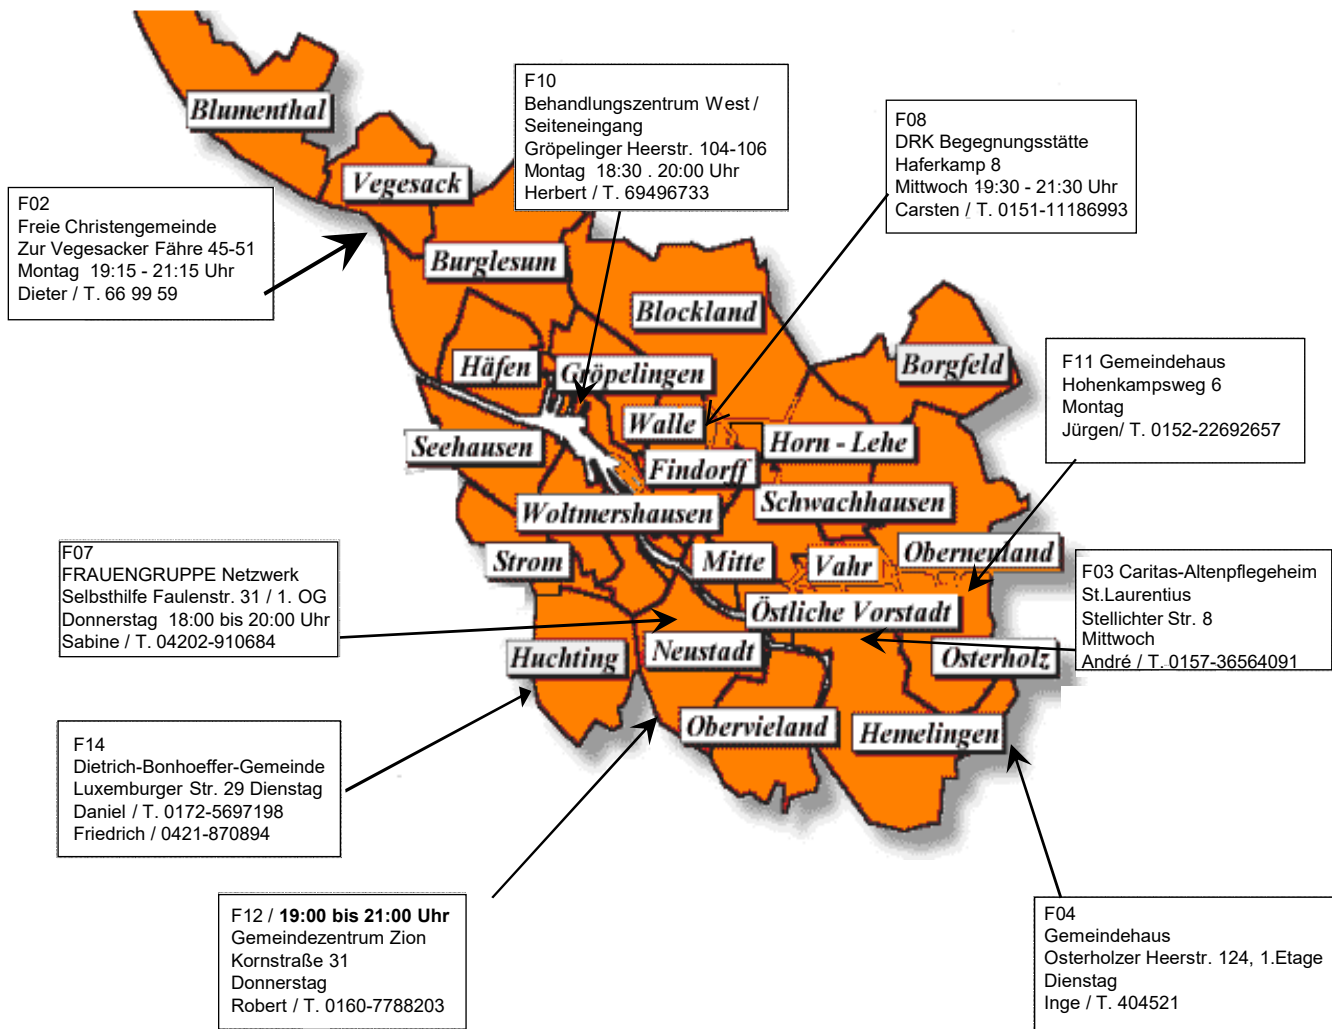 Blumenthal
Vegesack
Burglesum
Blockland
Borgfeld
Häfen
Gröpelingen
Walle
Seehausen
Horn - Lehe
Findorff
Schwachhausen
Woltmershausen
Strom
Mitte
Vahr
Oberneuland
Östliche Vorstadt
Huchting
Neustadt
Osterholz
Obervieland
Hemelingen
F10
Behandlungszentrum West /
Seiteneingang
Gröpelinger Heerstr. 104-106
Montag 18:30 . 20:00 Uhr
Herbert / T. 69496733
F08
DRK Begegnungsstätte
Haferkamp 8
Mittwoch 19:30 - 21:30 Uhr
Carsten / T. 0151-11186993
F02
Freie Christengemeinde
Zur Vegesacker Fähre 45-51
Montag 19:15 - 21:15 Uhr
Dieter / T. 66 99 59
F11 Gemeindehaus
Hohenkampsweg 6
Montag
Jürgen/ T. 0152-22692657
F07
FRAUENGRUPPE Netzwerk
Selbsthilfe Faulenstr. 31 / 1. OG
Donnerstag 18:00 bis 20:00 Uhr
Sabine / T. 04202-910684
F03 Caritas-Altenpflegeheim
St.Laurentius
Stellichter Str. 8
Mittwoch
André / T. 0157-36564091
F14
Dietrich-Bonhoeffer-Gemeinde
Luxemburger Str. 29 Dienstag
Daniel / T. 0172-5697198
Friedrich / 0421-870894
F12 / 19:00 bis 21:00 Uhr
Gemeindezentrum Zion
Kornstraße 31
Donnerstag
Robert / T. 0160-7788203
F04
Gemeindehaus
Osterholzer Heerstr. 124, 1.Etage
Dienstag
Inge / T. 404521